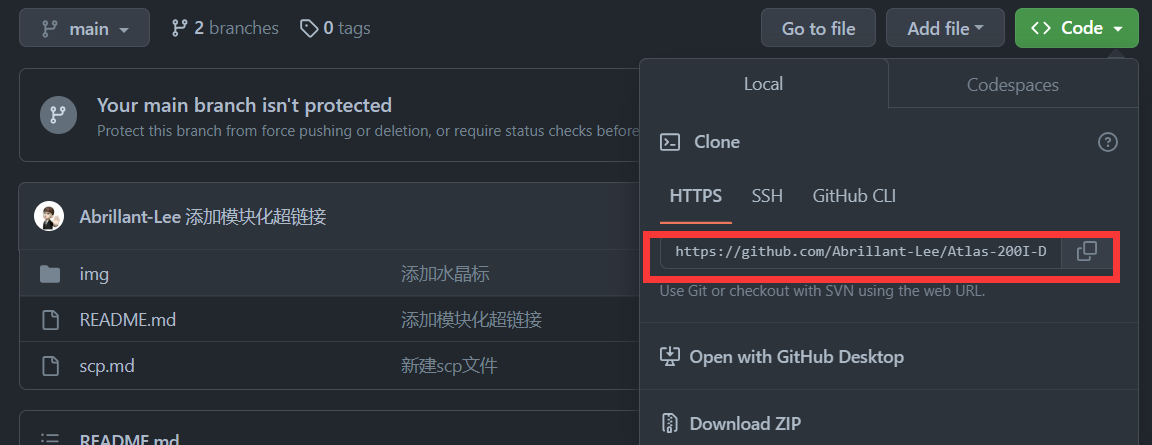 main 2 branches 0 tags Go to file Add file Code
Local Codespaces
Your main branch isn't protected
Protect this branch from force pushing or deletion, or require status checks before
Clone
HTTPS SSH GitHub CLI
Abrillant-Lee 添加模块化超链接
https://github.com/Abrillant-Lee/Atlas-200I-D
img 添加水晶标
Use Git or checkout with SVN using the web URL.
README.md 添加模块化超链接
Open with GitHub Desktop
scp.md 新建scp文件
Download ZIP
README.md